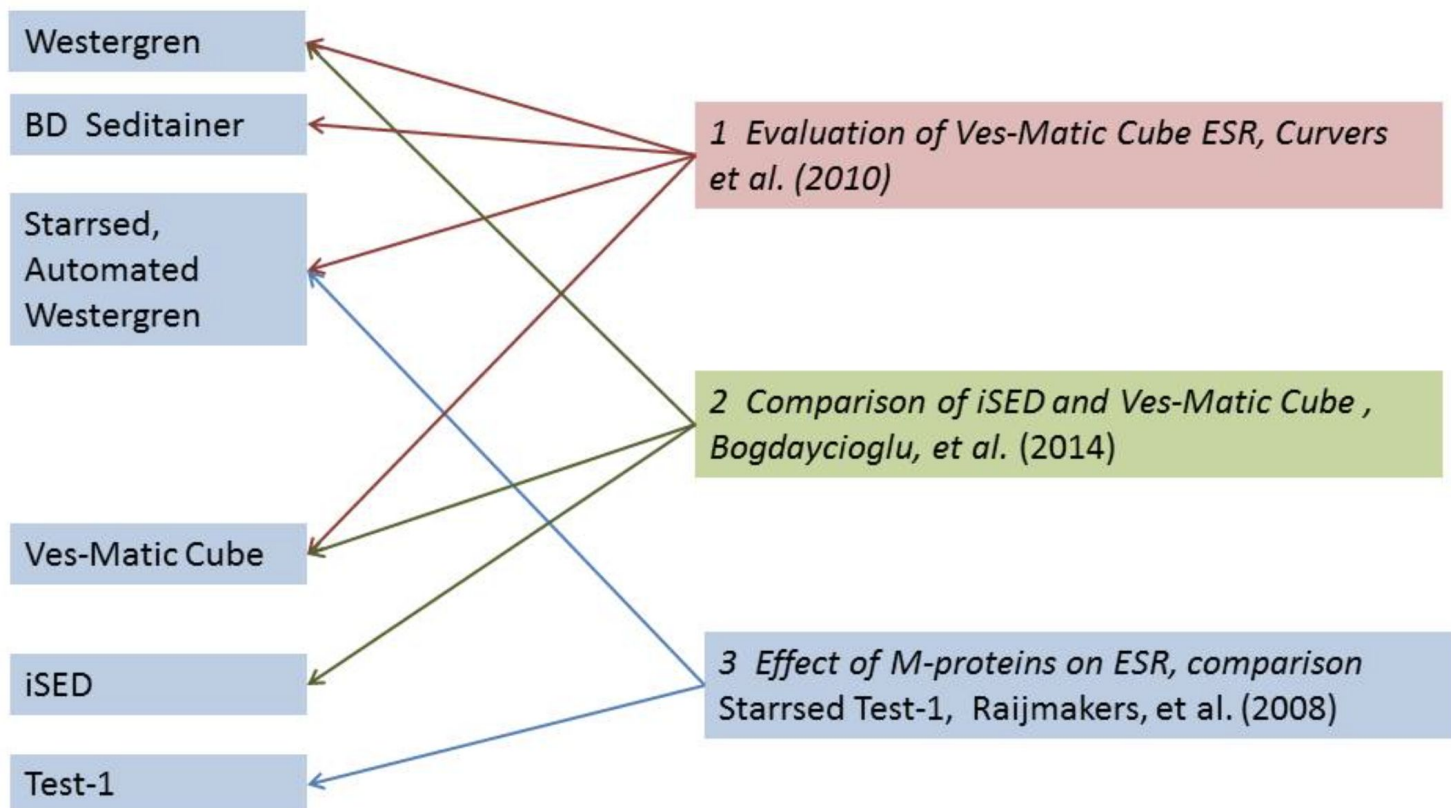 Westergren
BD Seditainer
Starrsed,
Automated
Westergren
Ves-Matic Cube
iSED
Test-1
1 Evaluation of Ves-Matic Cube ESR, Curvers
et al. (2010)
2 Comparison of iSED and Ves-Matic Cube ,
Bogdaycioglu, et al. (2014)
3 Effect of M-proteins on ESR, comparison
Starrsed Test-1, Raijmakers, et al. (2008)